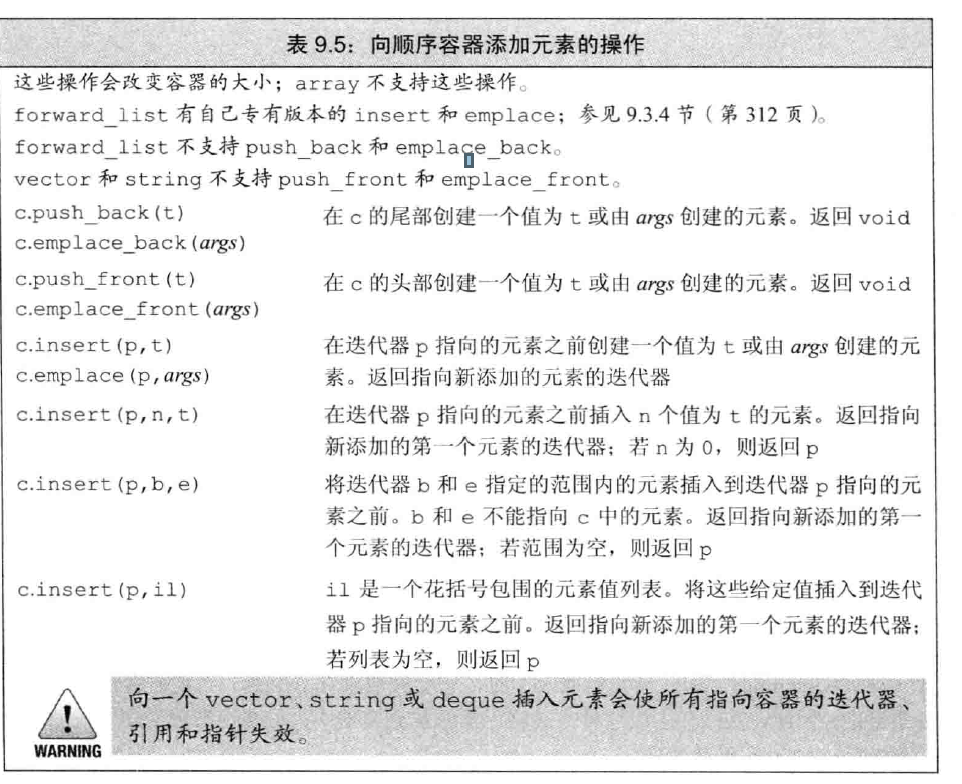 表 9.5：向顺序容器添加元素的操作
这些操作会改变容器的大小；array 不支持这些操作。
forward_list 有自己专有版本的 insert 和 emplace；参见 9.3.4 节（第 312 页）。
forward_list 不支持 push_back 和 emplace_back。
vector 和 string 不支持 push_front 和 emplace_front。
c.push_back(t) 在 c 的尾部创建一个值为 t 或由 args 创建的元素。返回 void
c.emplace_back(args)
c.push_front(t) 在 c 的头部创建一个值为 t 或由 args 创建的元素。返回 void
c.emplace_front(args)
c.insert(p,t) 在迭代器 p 指向的元素之前创建一个值为 t 或由 args 创建的元
c.emplace(p,args) 素。返回指向新添加的元素的迭代器
c.insert(p,n,t) 在迭代器 p 指向的元素之前插入 n 个值为 t 的元素。返回指向
新添加的第一个元素的迭代器；若 n 为 0，则返回 p
c.insert(p,b,e) 将迭代器 b 和 e 指定的范围内的元素插入到迭代器 p 指向的元
素之前。b 和 e 不能指向 c 中的元素。返回指向新添加的第一
个元素的迭代器；若范围为空，则返回 p
c.insert(p,il) il 是一个花括号包围的元素值列表。将这些给定值插入到迭代
器 p 指向的元素之前。返回指向新添加的第一个元素的迭代器；
若列表为空，则返回 p
向一个 vector、string 或 deque 插入元素会使所有指向容器的迭代器、
引用和指针失效。
WARNING